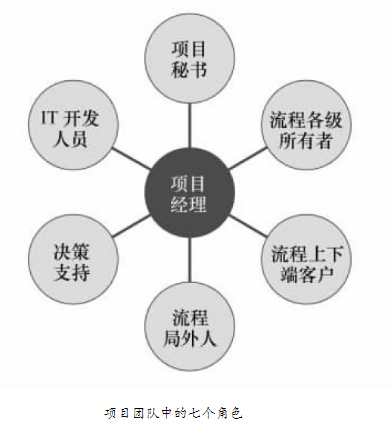 项目
秘书
IT 开发
人员
流程各级
所有者
项目
经理
决策
支持
流程上下
端客户
流程
局外人
项目团队中的七个角色